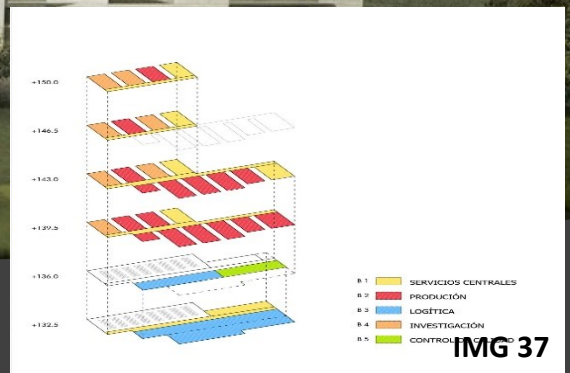 +150.0
+146.5
+143.0
+139.5
+136.0
+132.5
B 1 SERVICIOS CENTRALES
B 2 PRODUCIÓN
B 3 LOGÍTICA
B 4 INVESTIGACIÓN
B 5 CONTROL
IMG 37